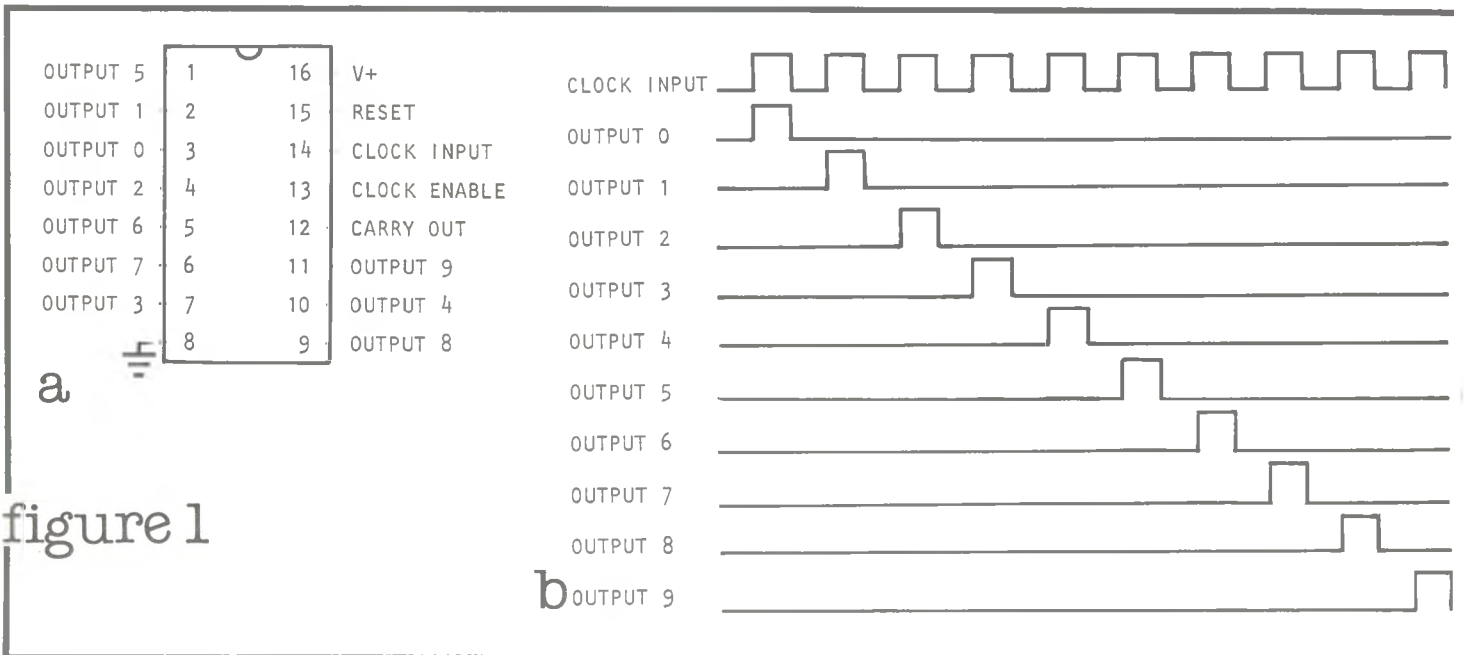 OUTPUT 5 1 16 V+
OUTPUT 1 2 15 RESET
OUTPUT 0 3 14 CLOCK INPUT
OUTPUT 2 4 13 CLOCK ENABLE
OUTPUT 6 5 12 CARRY OUT
OUTPUT 7 6 11 OUTPUT 9
OUTPUT 3 7 10 OUTPUT 4
8 9 OUTPUT 8
a
figure 1
CLOCK INPUT
OUTPUT 0
OUTPUT 1
OUTPUT 2
OUTPUT 3
OUTPUT 4
OUTPUT 5
OUTPUT 6
OUTPUT 7
OUTPUT 8
b OUTPUT 9